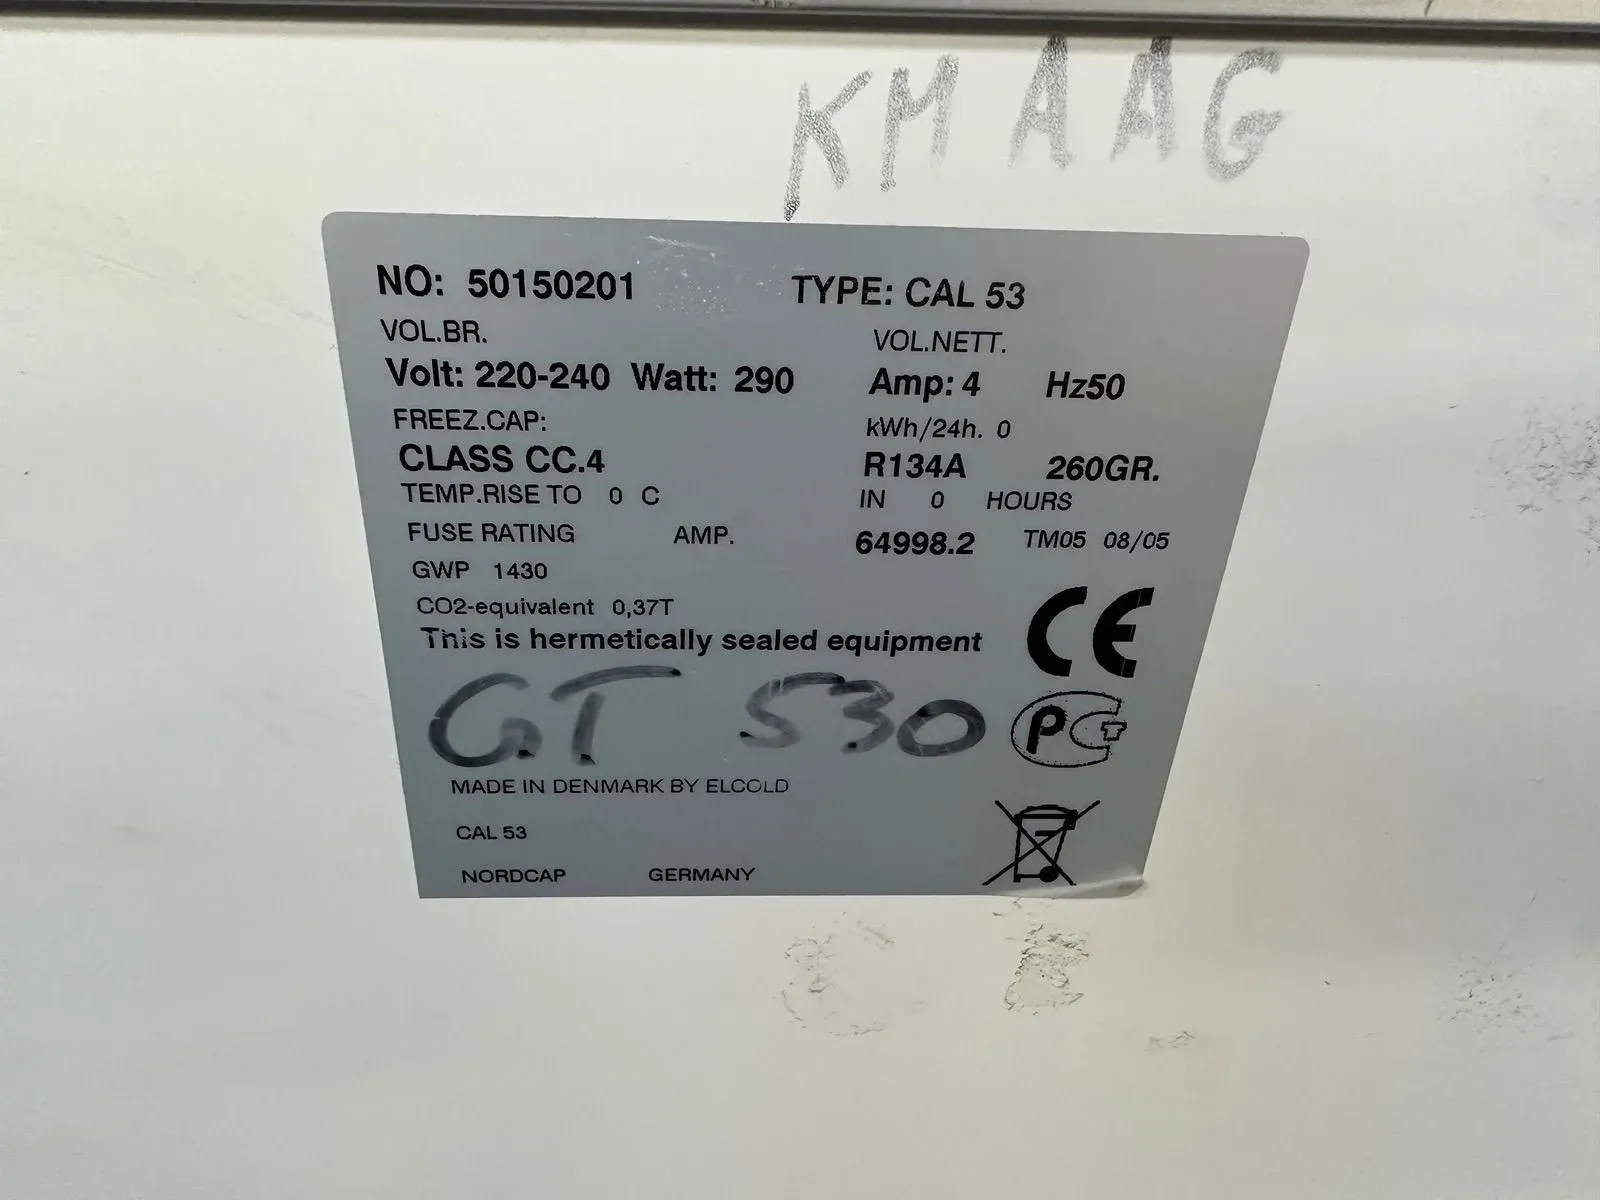 KM AAG
NO: 50150201 TYPE: CAL 53
VOL.BR. VOL.NETT.
Volt: 220-240 Watt: 290 Amp: 4 Hz50
FREEZ.CAP: kWh/24h. 0
CLASS CC.4 R134A 260GR.
TEMP.RISE TO 0 C IN 0 HOURS
FUSE RATING AMP. 64998.2 TM05 08/05
GWP 1430
CO2-equivalent 0,37T
This is hermetically sealed equipment CE
GT 530 PCT
MADE IN DENMARK BY ELCOLD
CAL 53
NORDCAP GERMANY